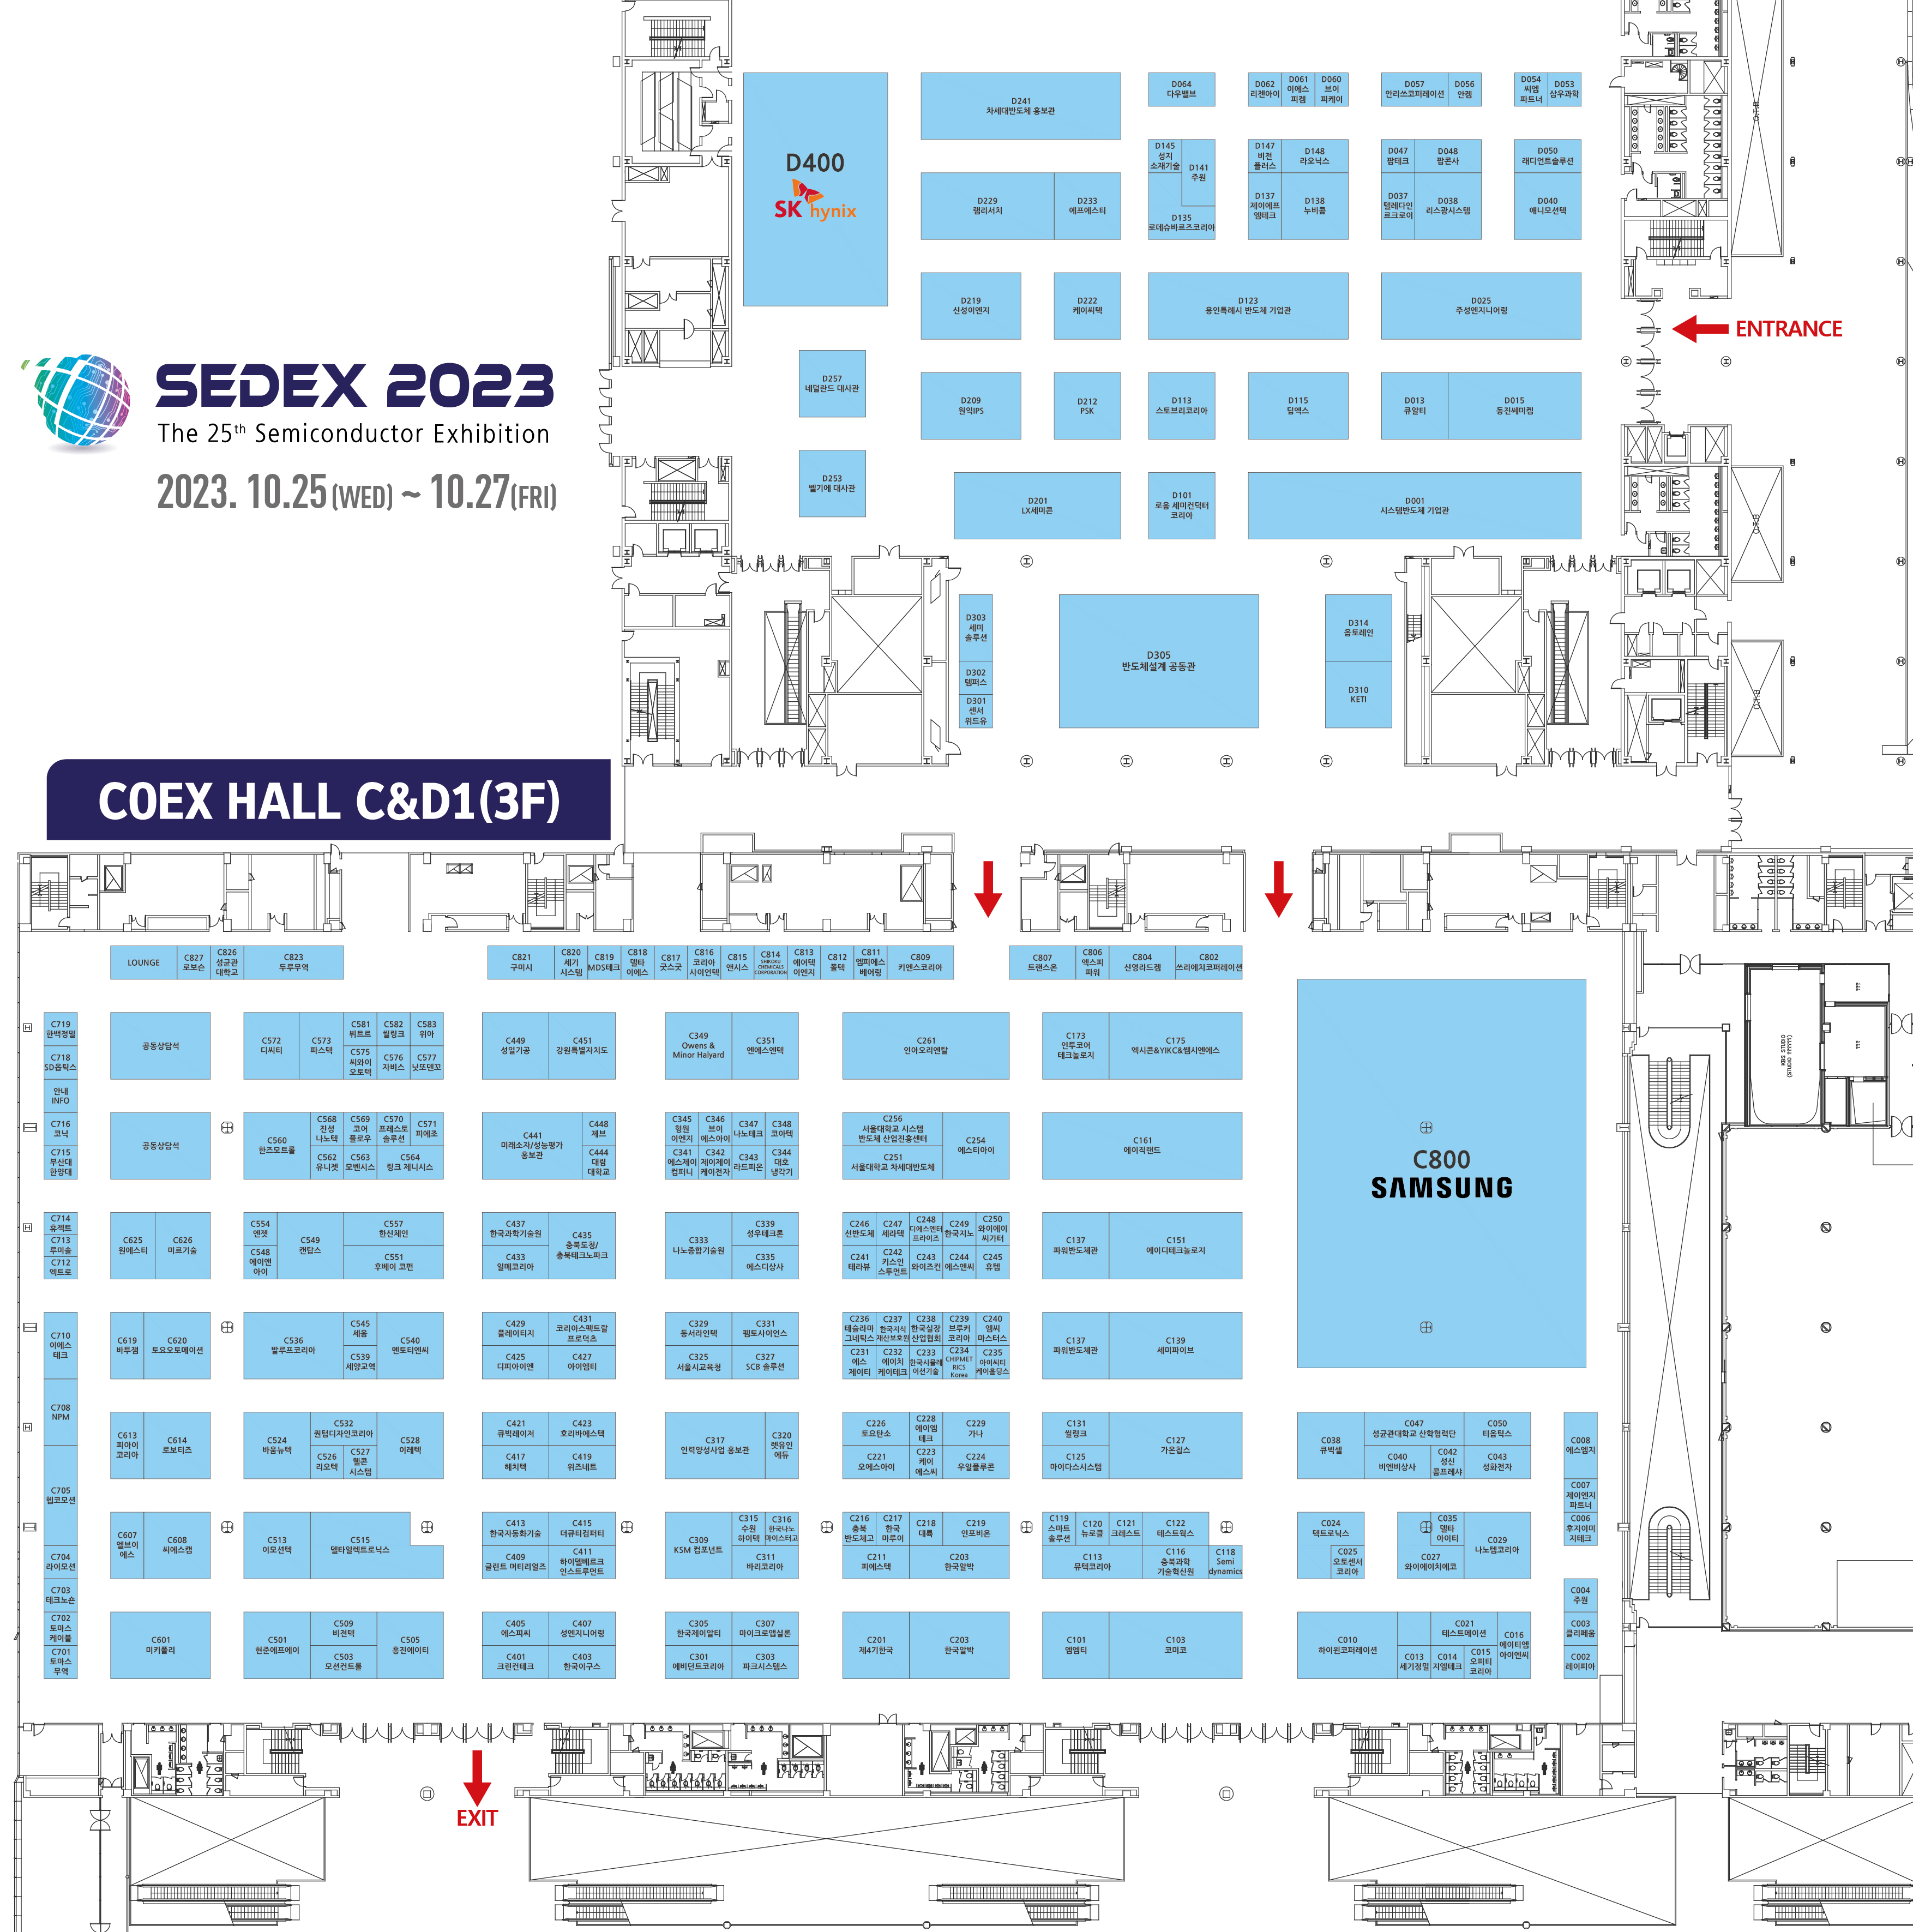 SEDEX 2023
The 25th Semiconductor Exhibition
2023. 10.25(WED) ~ 10.27(FRI)
COEX HALL C&D1(3F)
ENTRANCE
EXIT
D400
SK hynix
D241
차세대반도체 홍보관
D064
다우밸브
D062
리젠아이
D061
이에스
피켐
D060
브이
피케이
D057
안리쓰코퍼레이션
D056
안켐
D054
씨엠
파트너
D053
삼우과학
D145
성지
소재기술
D141
주원
D135
로데슈바르즈코리아
D147
비전
플러스
D148
라오닉스
D137
제이에프
엠테크
D138
누비콤
D047
팜테크
D048
팝콘사
D037
텔레다인
르크로이
D038
리스광시스템
D050
래디언트솔루션
D040
애니모션텍
D229
램리서치
D233
에프에스티
D219
신성이엔지
D222
케이씨텍
D123
용인특례시 반도체 기업관
D025
주성엔지니어링
D257
네덜란드 대사관
D209
원익IPS
D212
PSK
D113
스토브리코리아
D115
딥엑스
D013
큐알티
D015
동진쎄미켐
D253
벨기에 대사관
D201
LX세미콘
D101
로옴 세미컨덕터
코리아
D001
시스템반도체 기업관
D303
세미
솔루션
D302
템퍼스
D301
센서
위드유
D305
반도체설계 공동관
D314
옵토레인
D310
KETI
O.T.B
O.T.B
O.T.B
LOUNGE
C827
로보슨
C826
성균관
대학교
C823
두루무역
C821
구미시
C820
세기
시스템
C819
MDS테크
C818
델타
이에스
C817
굿스굿
C816
코리아
사이언텍
C815
앤시스
C814
SHIKOKU
CHEMICALS
CORPORATION
C813
에어텍
이엔지
C812
폴텍
C811
엠피에스
베어링
C809
키엔스코리아
C807
트랜스온
C806
엑스피
파워
C804
신영라드켐
C802
쓰리에치코퍼레이션
C719
한백정밀
C718
SD옵틱스
안내
INFO
C716
코닉
C715
부산대
한양대
C714
휴젝트
C713
루미솔
C712
엑트로
C710
이에스
테크
C708
NPM
C705
헵코모션
C704
라이모션
C703
테크노손
C702
토마스
케이블
C701
토마스
무역
공동상담석
C572
디씨티
C573
파스텍
C581
뷔트르
C582
씰링크
C583
위아
C575
씨와이
오토텍
C576
자비스
C577
닛또덴꼬
C449
성일기공
C451
강원특별자치도
C349
Owens &
Minor Halyard
C351
엔에스엔텍
C261
인아오리엔탈
C173
인투코어
테크놀로지
C175
엑시콘&YIKC&쌤시엔에스
공동상담석
C560
한즈모트롤
C568
진성
나노텍
C569
코어
플로우
C570
프레스토
솔루션
C571
피에조
C562
유니젯
C563
모벤시스
C564
링크 제니시스
C441
미래소자/성능평가
홍보관
C448
제브
C444
대림
대학교
C345
형원
이엔지
C346
브이
에스아이
C347
나노테크
C348
코아텍
C341
에스제이
컴퍼니
C342
제이제이
케이전자
C343
라드피온
C344
대호
냉각기
C256
서울대학교 시스템
반도체 산업진흥센터
C251
서울대학교 차세대반도체
C254
에스티아이
C161
에이직랜드
C800
SAMSUNG
C625
원에스티
C626
미르기술
C554
엔젯
C548
에이앤
아이
C549
캔탑스
C557
한신체인
C551
후베이 코펀
C437
한국과학기술원
C433
일메코리아
C435
충북도청/
충북테크노파크
C333
나노종합기술원
C339
성우테크론
C335
에스디상사
C246
선반도체
C247
세라텍
C248
디에스엔터
프라이즈
C249
한국지노
C250
와이에이
씨가터
C241
테라뷰
C242
키스인
스투먼트
C243
와이즈컨
C244
에스앤씨
C245
휴템
C137
파워반도체관
C151
에이디테크놀로지
C619
바투젬
C620
토요오토메이션
C536
발루프코리아
C545
세움
C539
세양교역
C540
멘토티엔씨
C429
플레이티지
C431
코리아스펙트랄
프로덕츠
C425
디피아이엔
C427
아이엠티
C329
동서라인텍
C331
펨토사이언스
C325
서울시교육청
C327
SCB 솔루션
C236
테슬라마
그네틱스
C237
한국지식
재산보호원
C238
한국실장
산업협회
C239
브루커
코리아
C240
엠씨
마스터스
C231
에스
제이티
C232
에이치
케이테크
C233
한국시뮬레
이션기술
C234
CHIPMET
RICS
Korea
C235
아이씨티
케이홀딩스
C137
파워반도체관
C139
세미파이브
C613
피아이
코리아
C614
로보티즈
C524
바움뉴텍
C532
퀀텀디자인코리아
C526
리오텍
C527
헬콘
시스템
C528
이레텍
C421
큐빅레이저
C423
호리바에스텍
C417
헤치텍
C419
위즈네트
C317
인력양성사업 홍보관
C320
렛유인
에듀
C226
토요탄소
C228
에이엠
테크
C229
가나
C221
오에스아이
C223
케이
에스씨
C224
우일플루콘
C131
씰링크
C125
마이다스시스템
C127
가온칩스
C038
큐빅셀
C047
성균관대학교 산학협력단
C050
티옵틱스
C040
비엔비상사
C042
성신
콤프레샤
C043
성화전자
C008
에스엠지
C007
제이엔지
파트너
C006
후지이미
지테크
C607
엘브이
에스
C608
씨에스캠
C513
이모션텍
C515
델타일렉트로닉스
C413
한국자동화기술
C415
더큐티컴퍼티
C409
글린트 머티리얼즈
C411
하이델베르크
인스트루먼트
C309
KSM 컴포넌트
C315
수원
하이텍
C316
한국나노
마이스터고
C311
바리코리아
C216
충북
반도체고
C217
한국
마루이
C218
대륙
C219
인포비온
C211
피에스텍
C203
한국알박
C119
스마트
솔루션
C120
뉴로클
C121
크레스트
C122
테스트웍스
C113
뮤텍코리아
C116
충북과학
기술혁신원
C118
Semi
dynamics
C024
텍트로닉스
C025
오토센서
코리아
C035
델타
아이티
C027
와이에이치에코
C029
나노템코리아
C004
주원
C003
클리페움
C002
레이피아
C601
미카롤리
C501
현준에프에이
C509
비전텍
C503
모션컨트롤
C505
홍진에이티
C405
에스피씨
C407
성엔지니어링
C401
크린컨테크
C403
한국이구스
C305
한국제이알티
C307
마이크로엡실론
C301
에비던트코리아
C303
파크시스템스
C201
제4기한국
C203
한국알박
C101
엠엠티
C103
코미코
C010
하이윈코퍼레이션
C021
테스트메이션
C013
세기정밀
C014
지엘테크
C015
오피티
코리아
C016
에이티엠
아이엔씨
KBS STUDIO
(STUDIO ??????)
???
???